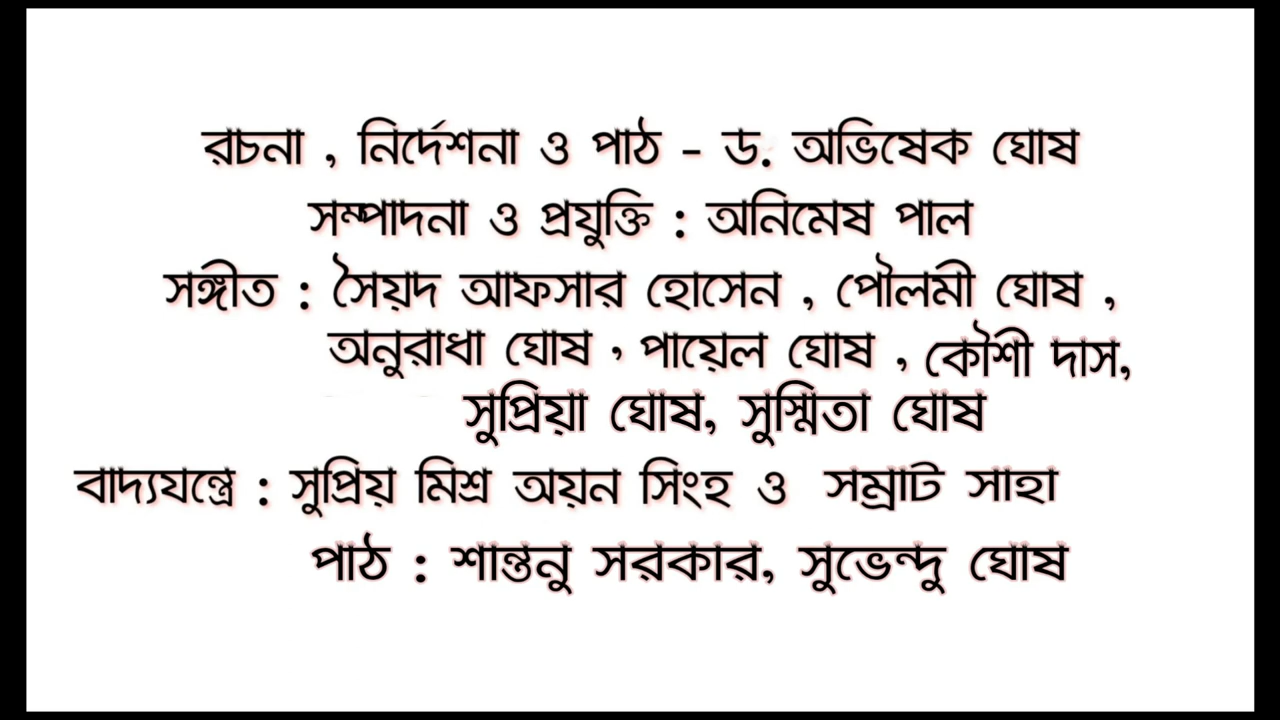 রচনা , নির্দেশনা ও পাঠ - ড. অভিষেক ঘোষ
সম্পাদনা ও প্রযুক্তি : অনিমেষ পাল
সঙ্গীত : সৈয়দ আফসার হোসেন , পৌলমী ঘোষ ,
অনুরাধা ঘোষ , পায়েল ঘোষ , কৌশী দাস,
সুপ্রিয়া ঘোষ, সুস্মিতা ঘোষ
বাদ্যযন্ত্রে : সুপ্রিয় মিশ্র অয়ন সিংহ ও সম্রাট সাহা
পাঠ : শান্তনু সরকার, সুভেন্দু ঘোষ